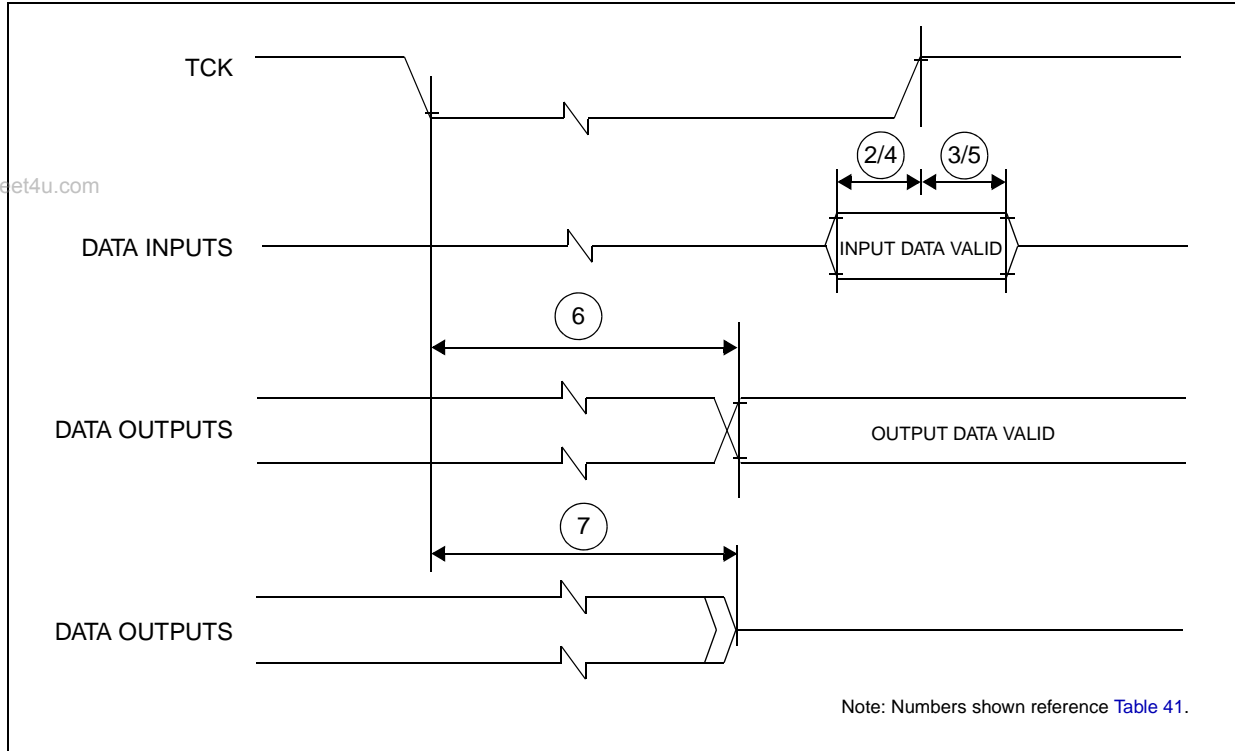 TCK
2/4
3/5
eet4u.com
DATA INPUTS
INPUT DATA VALID
6
DATA OUTPUTS
OUTPUT DATA VALID
7
DATA OUTPUTS
Note: Numbers shown reference Table 41.